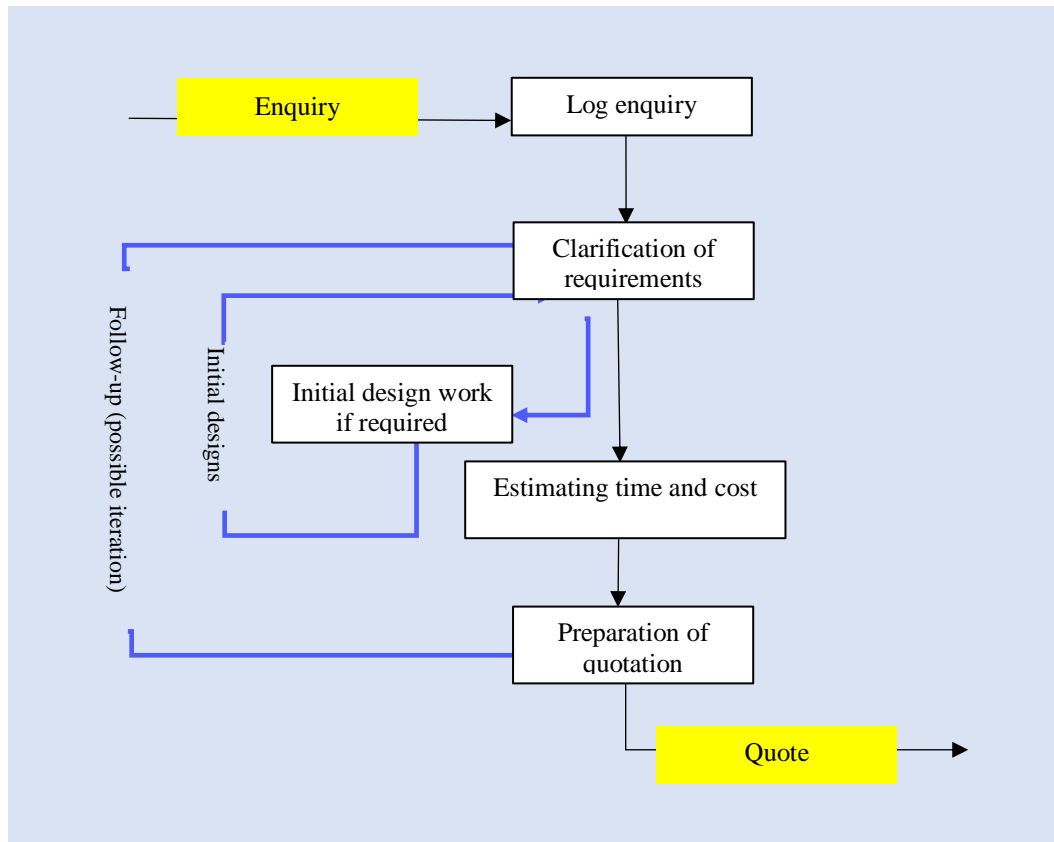 Enquiry
Log enquiry
Clarification of
requirements
Follow-up (possible iteration)
Initial designs
Initial design work
if required
Estimating time and cost
Preparation of
quotation
Quote